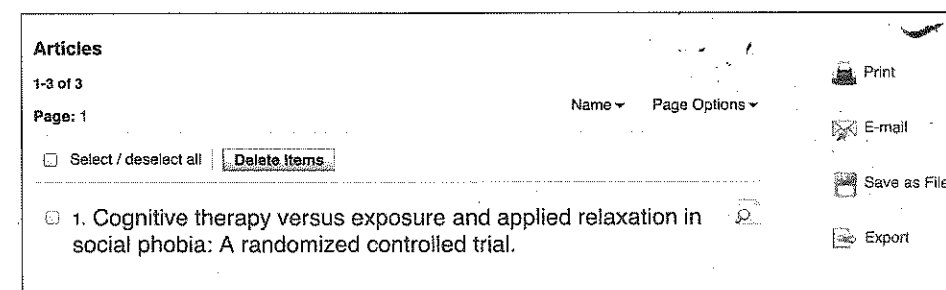 Articles
1-3 of 3
Page: 1
Name Page Options
Select / deselect all Delete Items
1. Cognitive therapy versus exposure and applied relaxation in
social phobia: A randomized controlled trial.
Print
E-mail
Save as File
Export